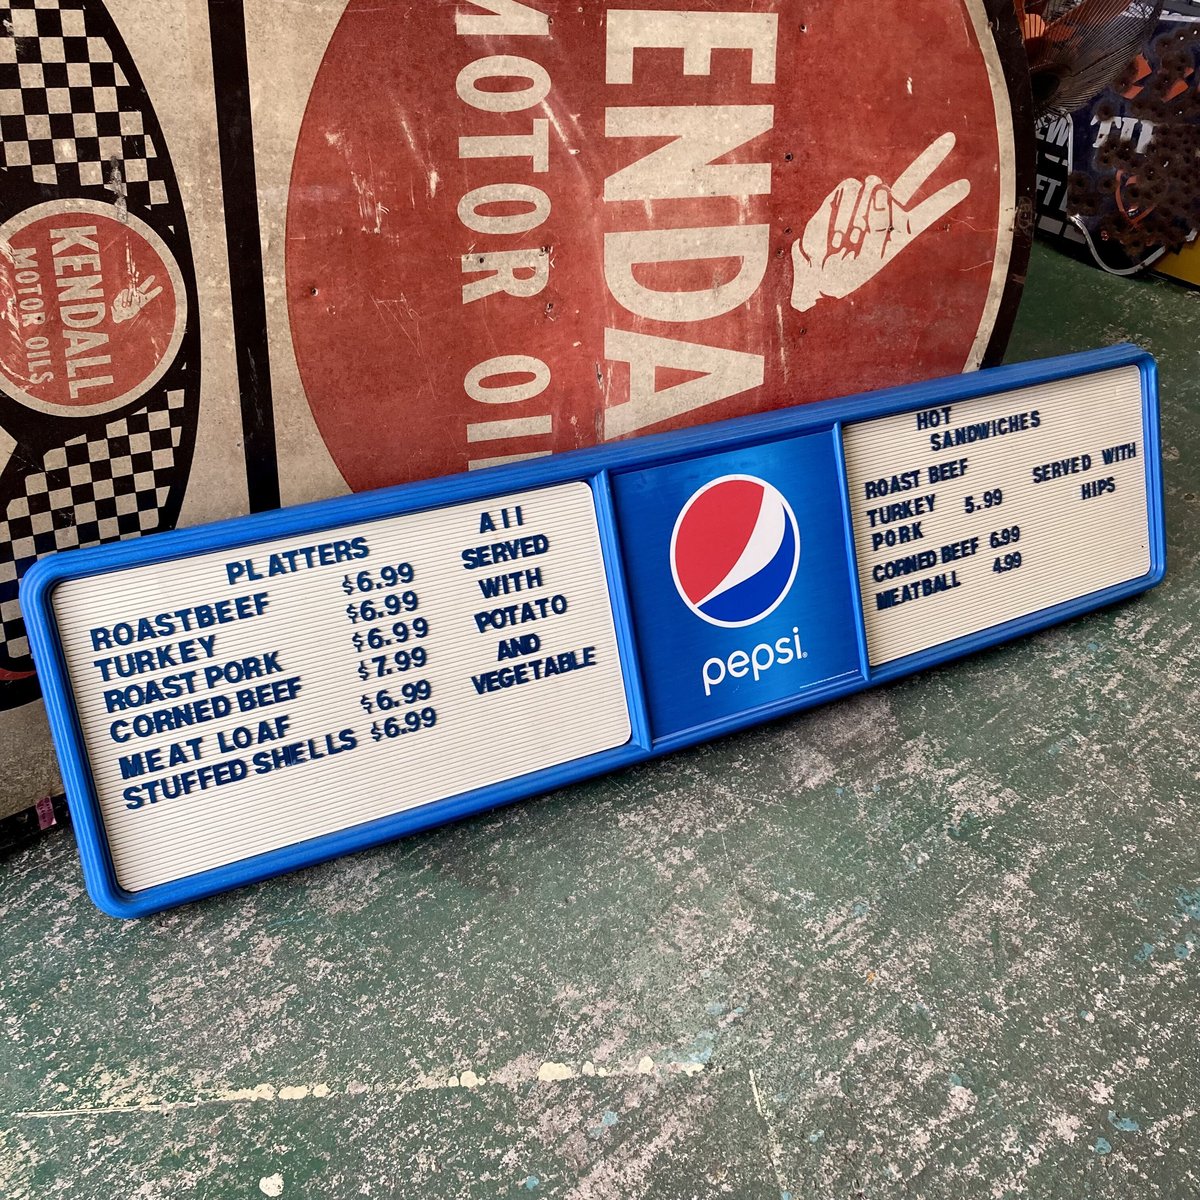 KENDALL
MOTOR OILS
KENDA
MOTOR OIL
PLATTERS
ROASTBEEF $6.99
TURKEY $6.99
ROAST PORK $6.99
CORNED BEEF $7.99
MEAT LOAF $6.99
STUFFED SHELLS $6.99
All
SERVED
WITH
POTATO
AND
VEGETABLE
pepsi
HOT
SANDWICHES
ROAST BEEF
TURKEY 5.99
PORK
CORNED BEEF 6.99
MEATBALL 4.99
SERVED WITH
HIPS